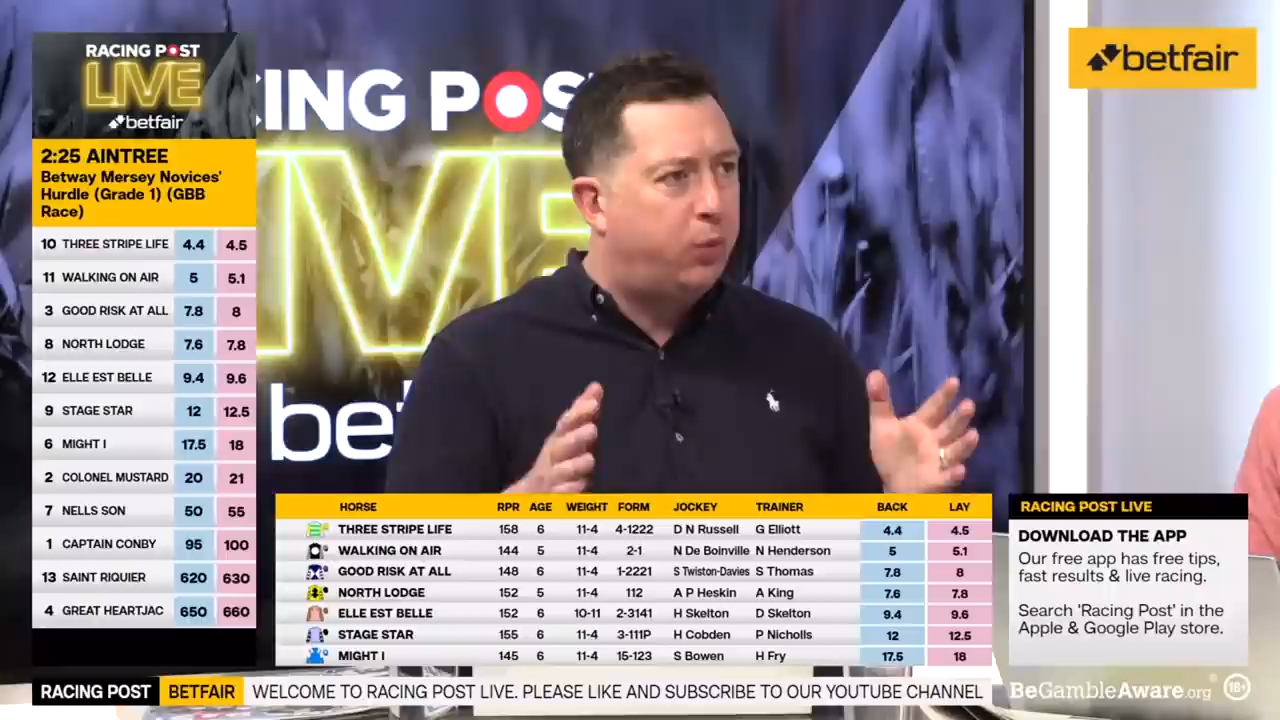 RACING POST
LIVE
betfair
2:25 AINTREE
Betway Mersey Novices'
Hurdle (Grade 1) (GBB
Race)
10 THREE STRIPE LIFE 4.4 4.5
11 WALKING ON AIR 5 5.1
3 GOOD RISK AT ALL 7.8 8
8 NORTH LODGE 7.6 7.8
12 ELLE EST BELLE 9.4 9.6
9 STAGE STAR 12 12.5
6 MIGHT I 17.5 18
2 COLONEL MUSTARD 20 21
7 NELLS SON 50 55
1 CAPTAIN CONBY 95 100
13 SAINT RIQUIER 620 630
4 GREAT HEARTJAC 650 660
CING POS
IVE
bet
betfair
HORSE RPR AGE WEIGHT FORM JOCKEY TRAINER BACK LAY
THREE STRIPE LIFE 158 6 11-4 4-1222 D N Russell G Elliott 4.4 4.5
WALKING ON AIR 144 5 11-4 2-1 N De Boinville N Henderson 5 5.1
GOOD RISK AT ALL 148 6 11-4 1-2221 S Twiston-Davies S Thomas 7.8 8
NORTH LODGE 152 5 11-4 112 A P Heskin A King 7.6 7.8
ELLE EST BELLE 152 6 10-11 2-3141 H Skelton D Skelton 9.4 9.6
STAGE STAR 155 6 11-4 3-111P H Cobden P Nicholls 12 12.5
MIGHT I 145 6 11-4 15-123 S Bowen H Fry 17.5 18
RACING POST LIVE
DOWNLOAD THE APP
Our free app has free tips,
fast results & live racing.
Search 'Racing Post' in the
Apple & Google Play store.
RACING POST BETFAIR WELCOME TO RACING POST LIVE. PLEASE LIKE AND SUBSCRIBE TO OUR YOUTUBE CHANNEL
BeGambleAware.org® 18+